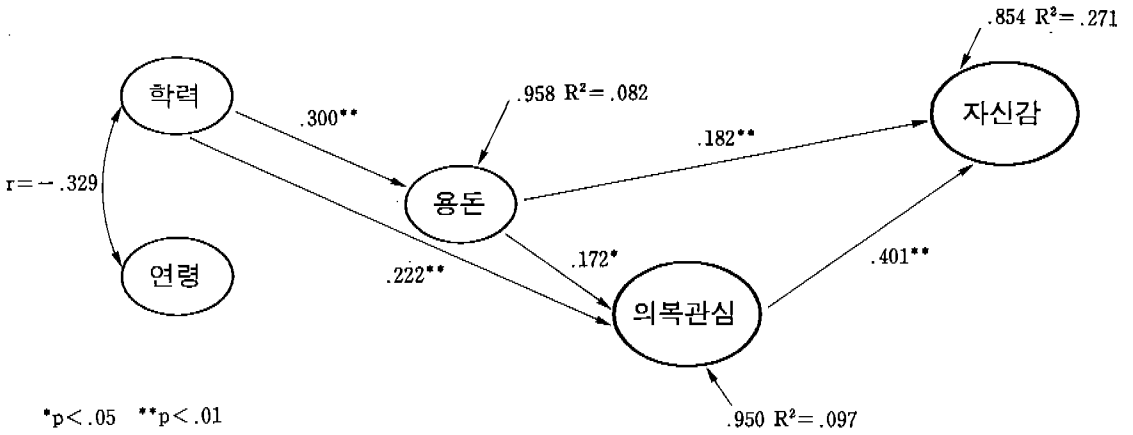 .854 R²=.271
학력
.958 R²=.082
자신감
.300**
.182**
r=−.329
용돈
.172*
.401**
.222**
연령
의복관심
*p<.05 **p<.01
.950 R²=.097